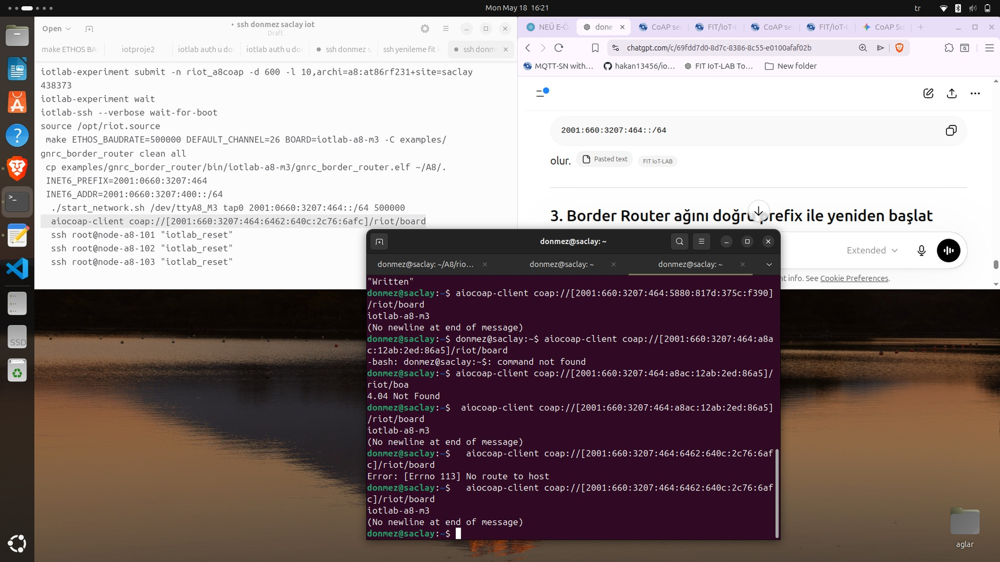 Mon May 18  16:21
tr
Open
• ssh donmez saclay iot
Draft
make ETHOS BA
iotproje2
iotlab auth u do
iotlab auth u do
ssh donmez s
ssh yenileme fit i
ssh donm
iotlab-experiment submit -n riot_a8coap -d 600 -l 10,archi=a8:at86rf231+site=saclay
438373
iotlab-experiment wait
iotlab-ssh --verbose wait-for-boot
source /opt/riot.source
make ETHOS_BAUDRATE=500000 DEFAULT_CHANNEL=26 BOARD=iotlab-a8-m3 -C examples/
gnrc_border_router clean all
cp examples/gnrc_border_router/bin/iotlab-a8-m3/gnrc_border_router.elf ~/A8/.
INET6_PREFIX=2001:0660:3207:464
INET6_ADDR=2001:0660:3207:400::/64
./start_network.sh /dev/ttyA8_M3 tap0 2001:0660:3207:464::/64 500000
aiocoap-client coap://[2001:660:3207:464:6462:640c:2c76:6afc]/riot/board
ssh root@node-a8-101 "iotlab_reset"
ssh root@node-a8-102 "iotlab_reset"
ssh root@node-a8-103 "iotlab_reset"
NEÜ E-Ö
done
CoAP se
FIT/IoT-L
CoAP se
FIT/IoT-L
CoAP Su
chatgpt.com/c/69fdd7d0-8d7c-8386-8c55-e0100afaf02b
MQTT-SN with…
hakan13456/io…
FIT IoT-LAB To…
New folder
2001:660:3207:464::/64
olur.
Pasted text
FIT IoT-LAB
3. Border Router ağını doğru prefix ile yeniden başlat
Extended
nt info. See Cookie Preferences.
donmez@saclay: ~
donmez@saclay: ~/A8/rio…
donmez@saclay: ~
donmez@saclay: ~
"Written"
donmez@saclay:~$ aiocoap-client coap://[2001:660:3207:464:5880:817d:375c:f390]
/riot/board
iotlab-a8-m3
(No newline at end of message)
donmez@saclay:~$ donmez@saclay:~$ aiocoap-client coap://[2001:660:3207:464:a8a
c:12ab:2ed:86a5]/riot/board
-bash: donmez@saclay:~$: command not found
donmez@saclay:~$ aiocoap-client coap://[2001:660:3207:464:a8ac:12ab:2ed:86a5]/
riot/boa
4.04 Not Found
donmez@saclay:~$  aiocoap-client coap://[2001:660:3207:464:a8ac:12ab:2ed:86a5]
/riot/board
iotlab-a8-m3
(No newline at end of message)
donmez@saclay:~$   aiocoap-client coap://[2001:660:3207:464:6462:640c:2c76:6af
c]/riot/board
Error: [Errno 113] No route to host
donmez@saclay:~$   aiocoap-client coap://[2001:660:3207:464:6462:640c:2c76:6af
c]/riot/board
iotlab-a8-m3
(No newline at end of message)
donmez@saclay:~$
SSD
aglar